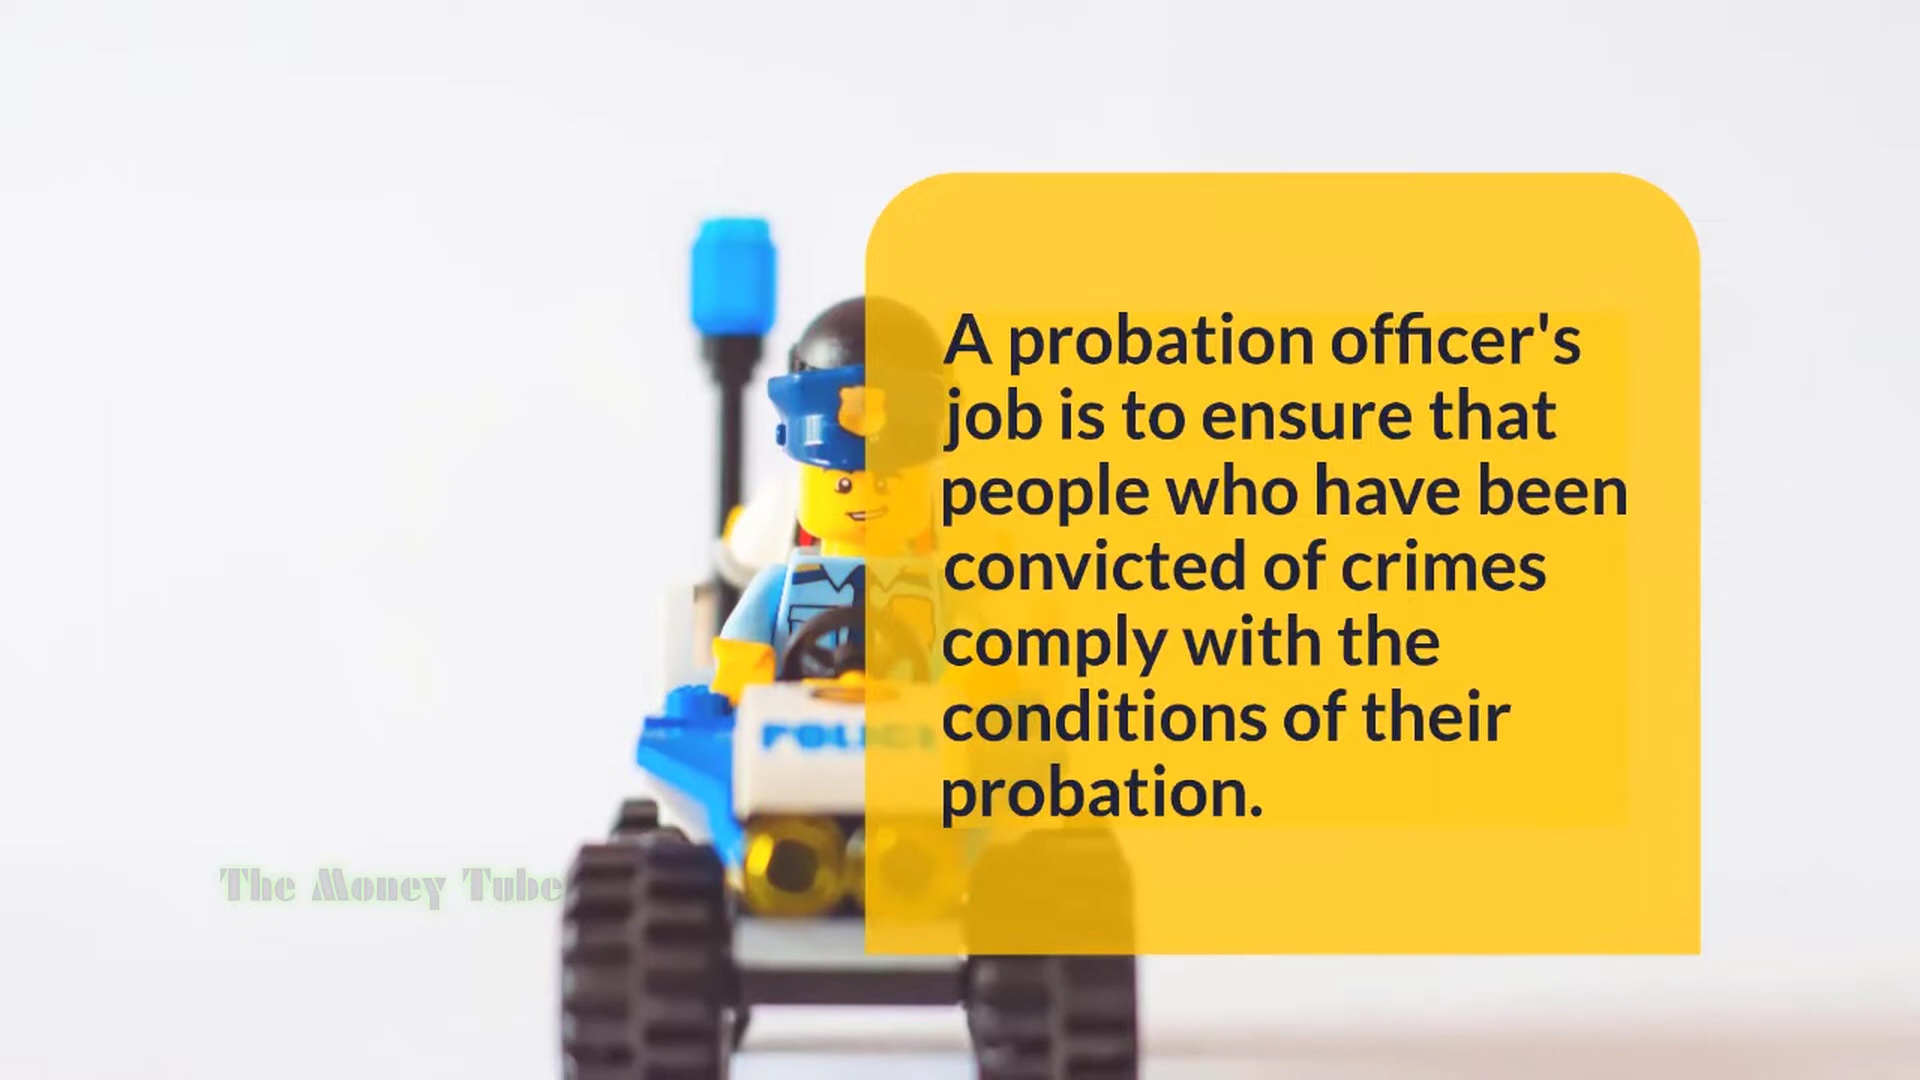 A probation officer's
job is to ensure that
people who have been
convicted of crimes
comply with the
conditions of their
probation.
POLICE
The Money Tube